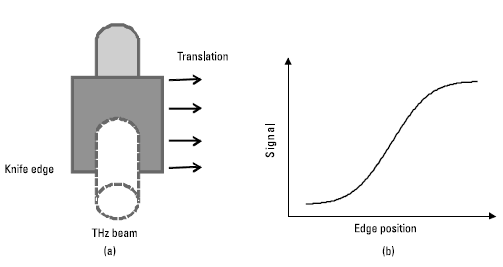 Translation
Knife edge
THz beam
(a)
Signal
Edge position
(b)